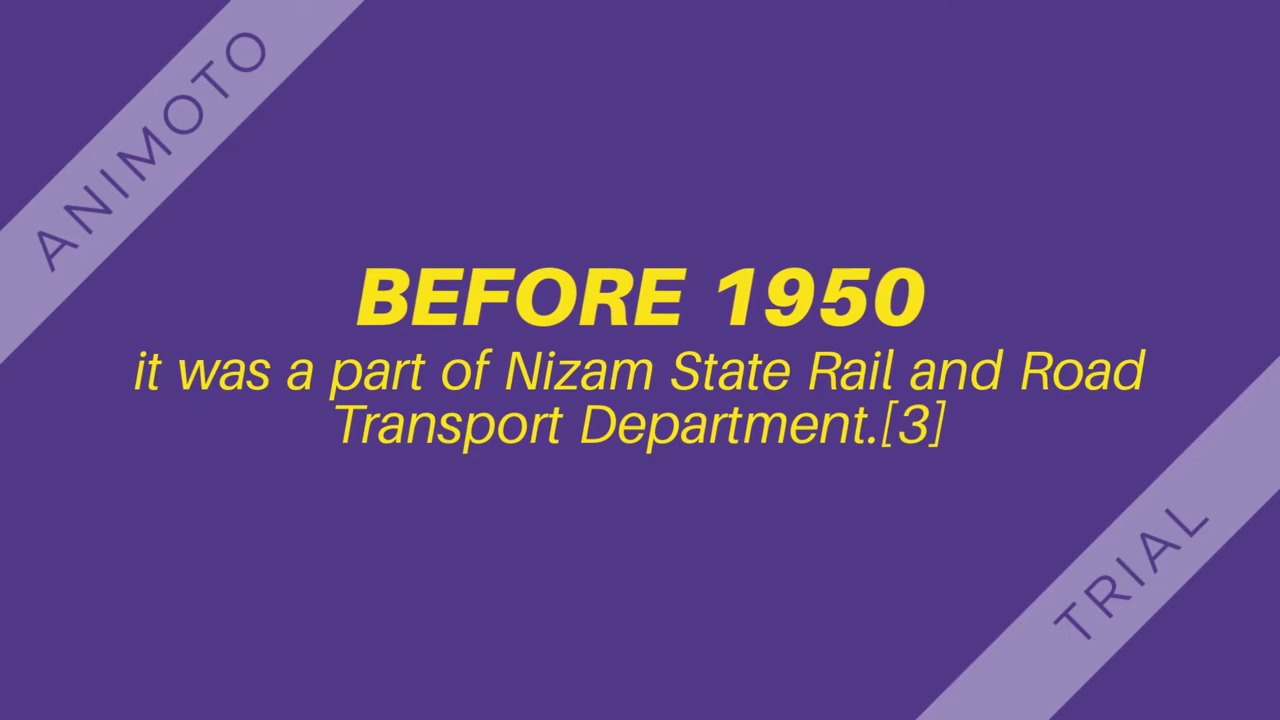 ANIMOTO
BEFORE 1950
it was a part of Nizam State Rail and Road
Transport Department.[3]
TRIAL